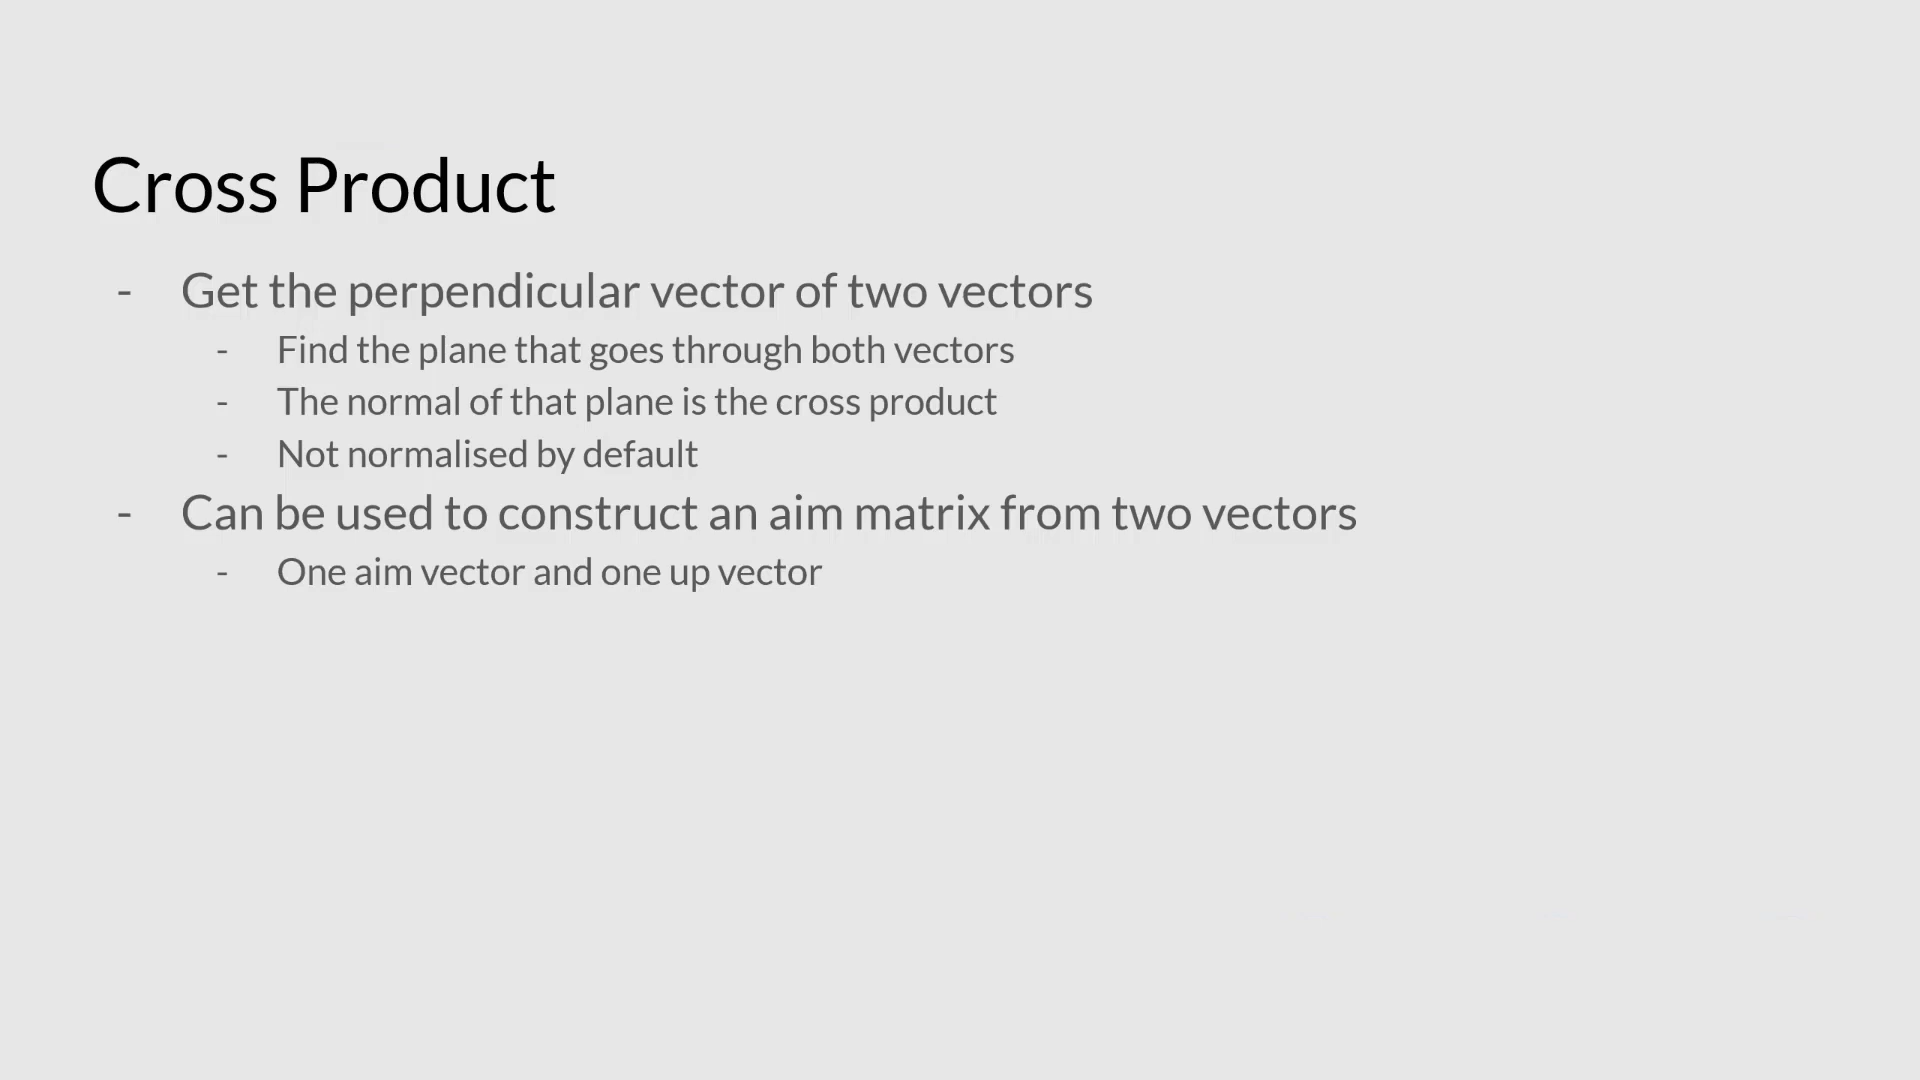 Cross Product
- Get the perpendicular vector of two vectors
- Find the plane that goes through both vectors
- The normal of that plane is the cross product
- Not normalised by default
- Can be used to construct an aim matrix from two vectors
- One aim vector and one up vector